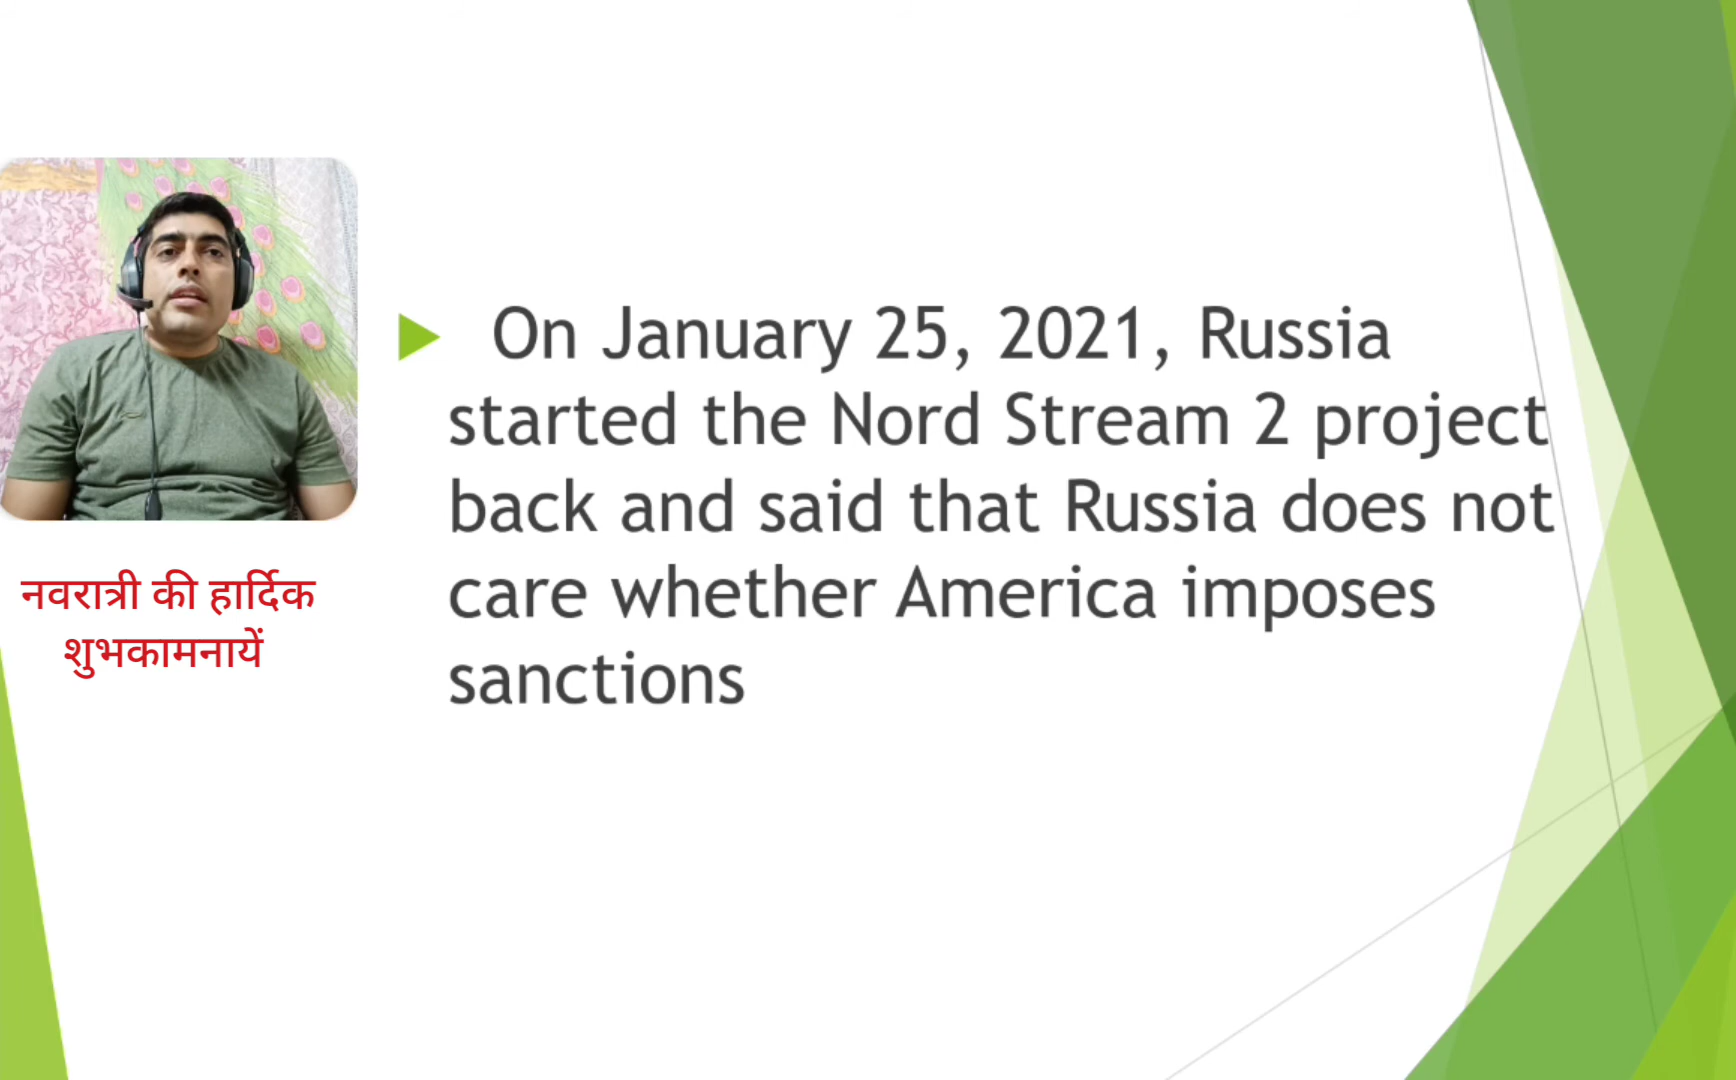 On January 25, 2021, Russia
started the Nord Stream 2 project
back and said that Russia does not
care whether America imposes
sanctions
नवरात्री की हार्दिक
शुभकामनायें